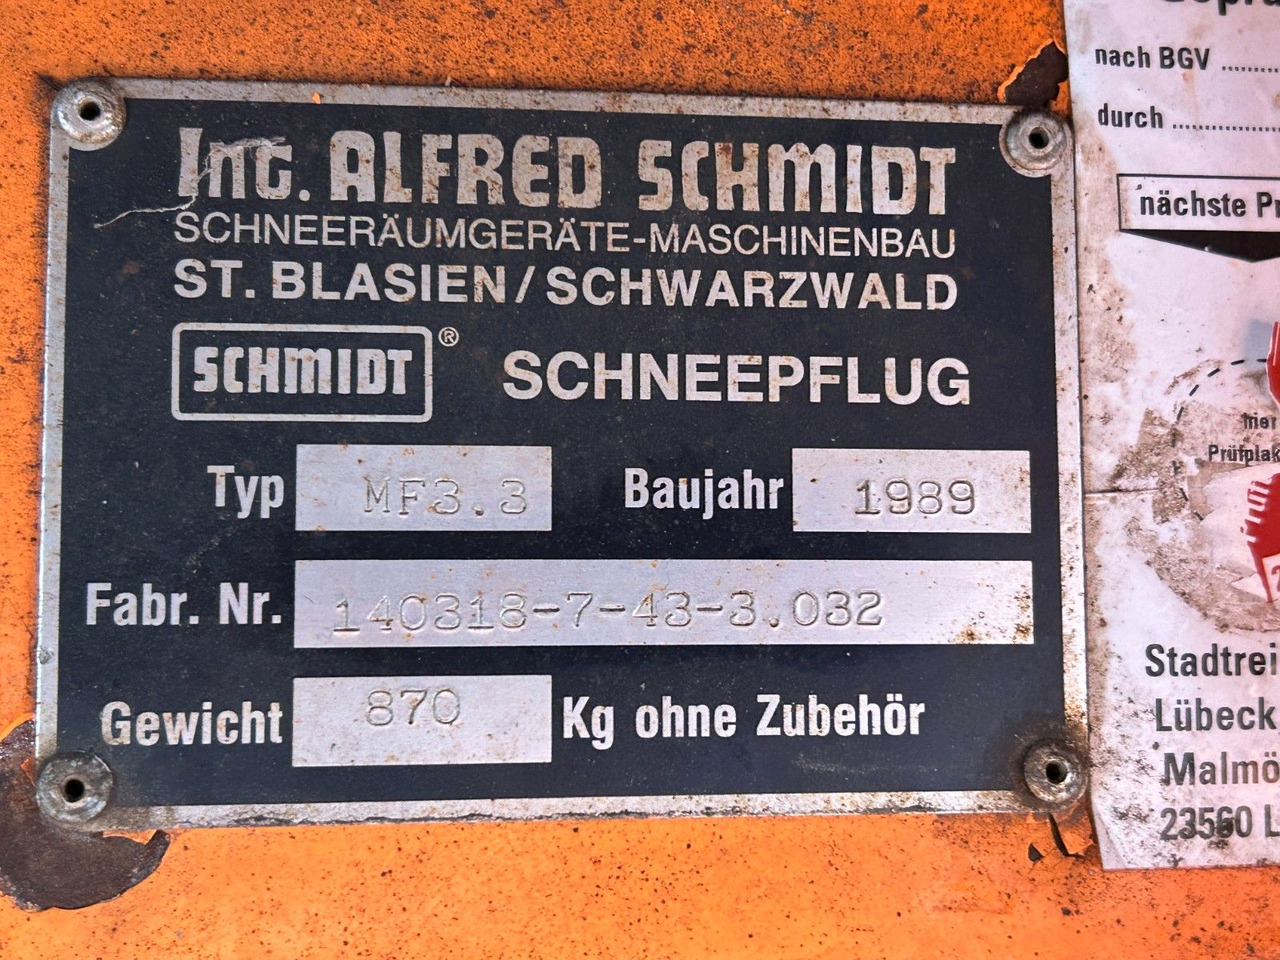 Ing. ALFRED SCHMIDT
SCHNEERÄUMGERÄTE-MASCHINENBAU
ST. BLASIEN/SCHWARZWALD
SCHMIDT® SCHNEEPFLUG
Typ MF3.3 Baujahr 1989
Fabr. Nr. 140318-7-43-3.032
Gewicht 870 Kg ohne Zubehör
nach BGV
durch
nächste
hier
Stadtrei
Lübeck
Malmö
23560 L